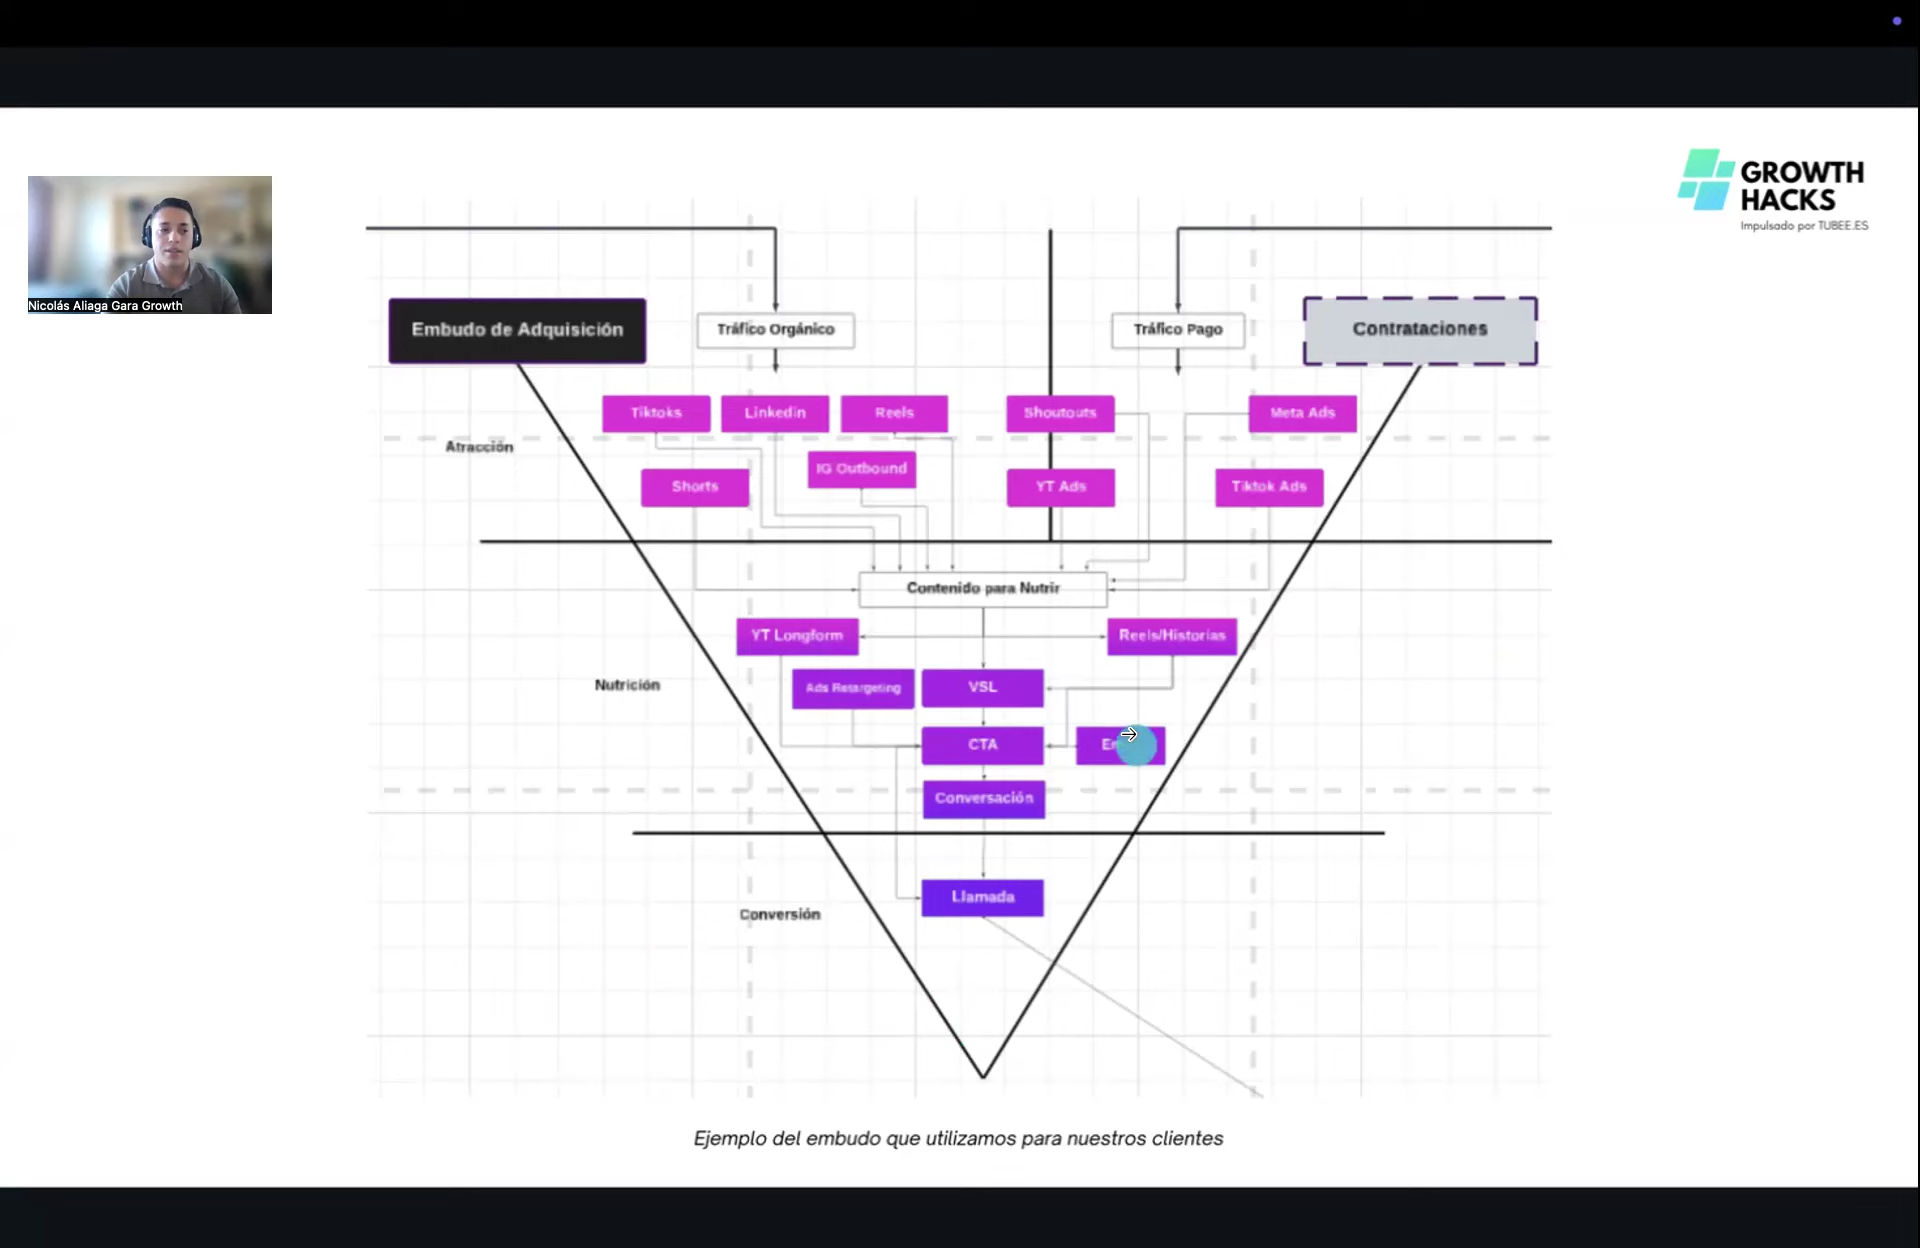 GROWTH
HACKS
Impulsado por TUBEE.ES
Nicolás Aliaga Gara Growth
Embudo de Adquisición
Tráfico Orgánico
Tráfico Pago
Contrataciones
Tiktoks
Linkedin
Reels
Shoutouts
Meta Ads
Atracción
IG Outbound
Shorts
YT Ads
Tiktok Ads
Contenido para Nutrir
YT Longform
Reels/Historias
Nutrición
Ads Retargeting
VSL
CTA
Conversación
Llamada
Conversión
Ejemplo del embudo que utilizamos para nuestros clientes